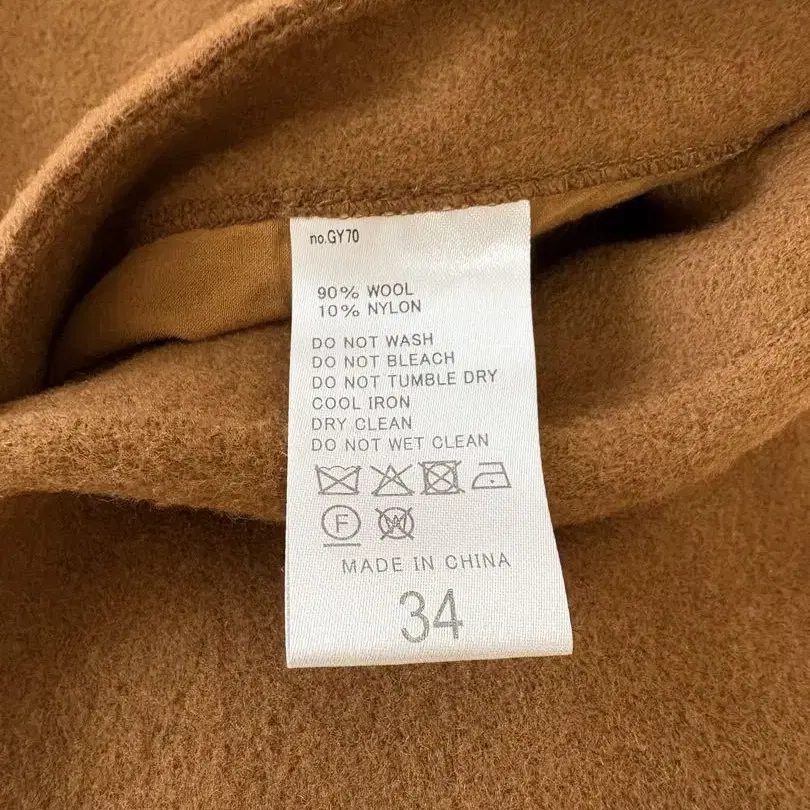 no.GY70
90% WOOL
10% NYLON
DO NOT WASH
DO NOT BLEACH
DO NOT TUMBLE DRY
COOL IRON
DRY CLEAN
DO NOT WET CLEAN
F W
MADE IN CHINA
34